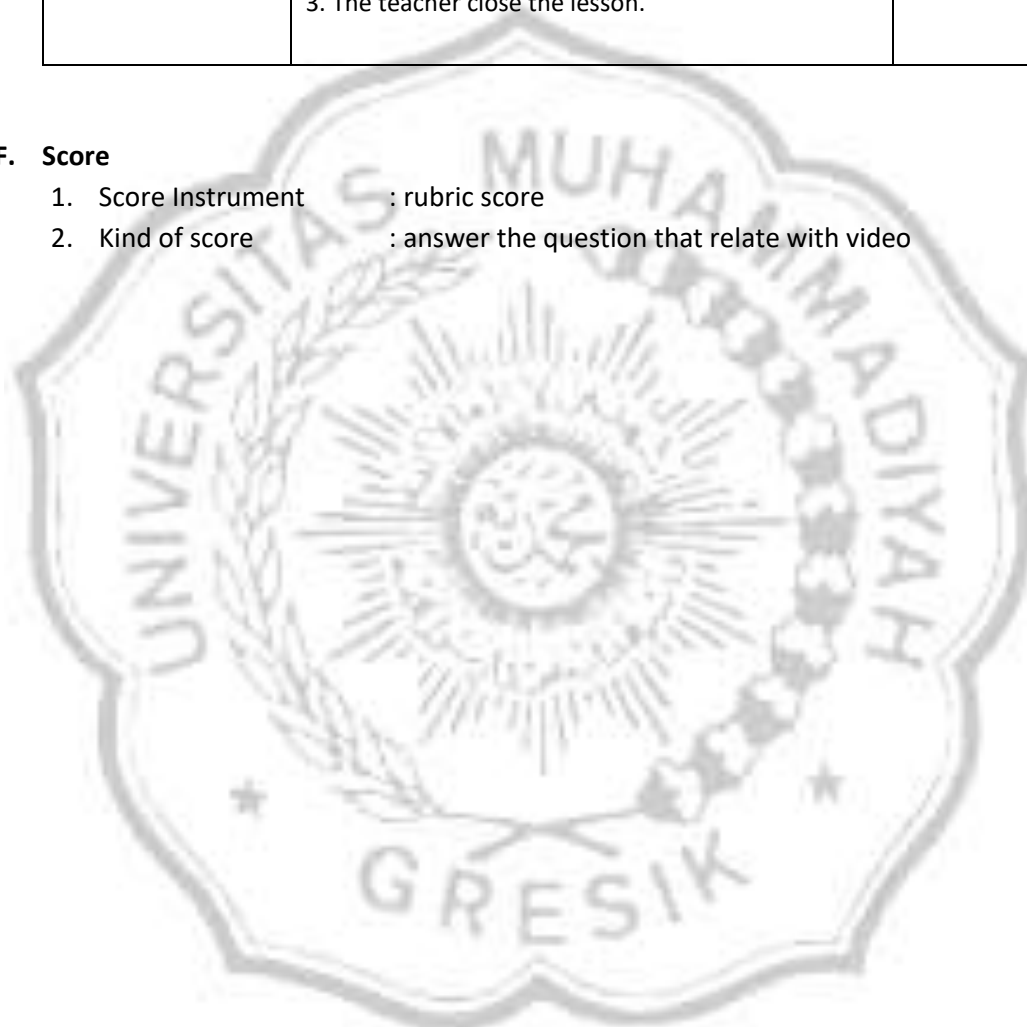 3. The teacher close the lesson.
F. Score
1. Score Instrument : rubric score
2. Kind of score : answer the question that relate with video
UNIVERSITAS MUHAMMADIYAH
GRESIK